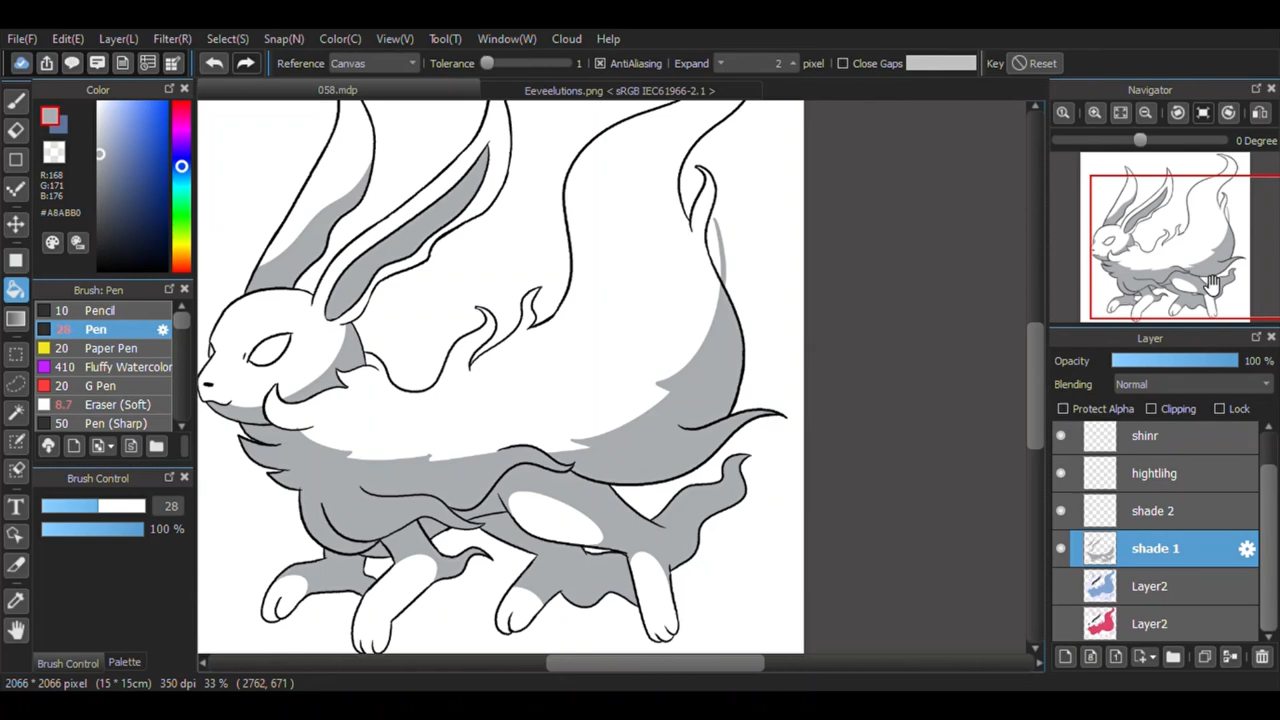 File(F) Edit(E) Layer(L) Filter(R) Select(S) Snap(N) Color(C) View(V) Tool(T) Window(W) Cloud Help
Reference Canvas Tolerance 1 AntiAliasing Expand 2 pixel Close Gaps Key Reset
Color
058.mdp
Eeveelutions.png < sRGB IEC61966-2.1 >
Navigator
0 Degree
R:168
G:171
B:176
#A8ABB0
Brush: Pen
10 Pencil
28 Pen
20 Paper Pen
410 Fluffy Watercolor
20 G Pen
8.7 Eraser (Soft)
50 Pen (Sharp)
Brush Control
28
100 %
Brush Control Palette
Layer
Opacity 100 %
Blending Normal
Protect Alpha Clipping Lock
shinr
hightlihg
shade 2
shade 1
Layer2
Layer2
2066 * 2066 pixel (15 * 15cm) 350 dpi 33 % ( 2762, 671 )